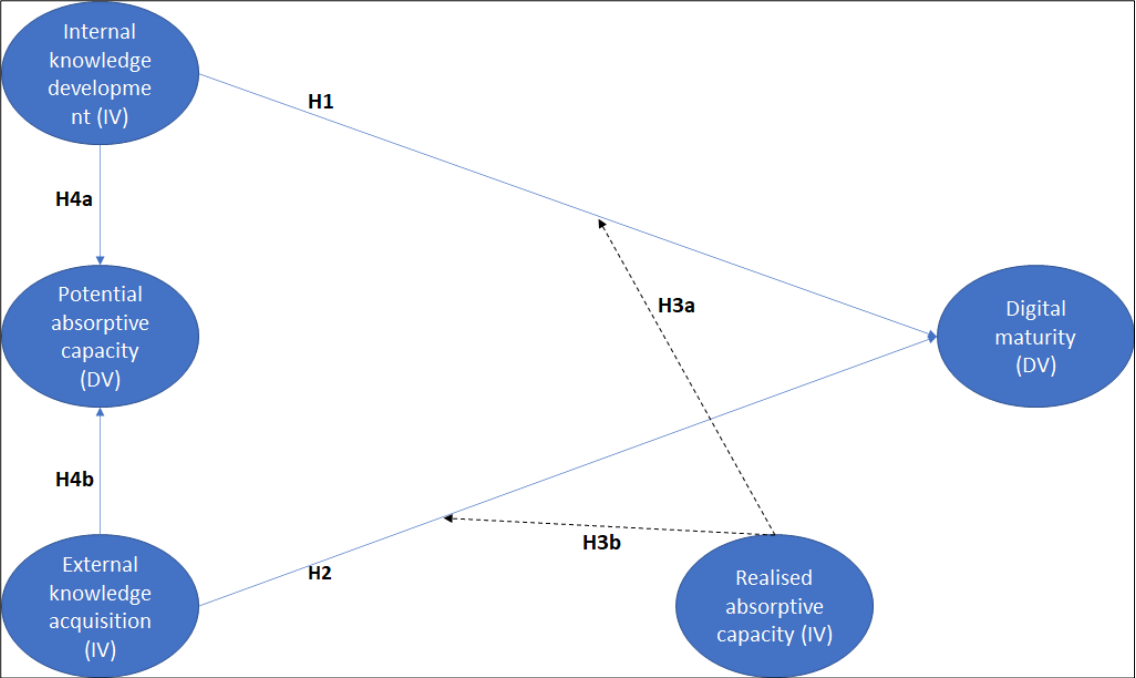 Internal
knowledge
developme
nt (IV)
H1
H4a
Potential
absorptive
capacity
(DV)
H3a
Digital
maturity
(DV)
H4b
External
knowledge
acquisition
(IV)
H2
H3b
Realised
absorptive
capacity (IV)